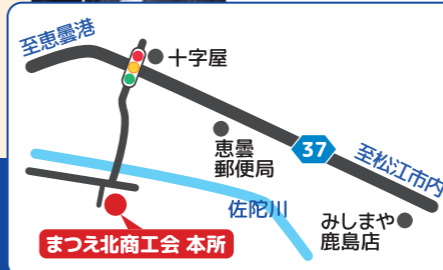 至恵曇港
十字屋
恵曇
郵便局
37
至松江市内
佐陀川
みしまや
鹿島店
まつえ北商工会 本所